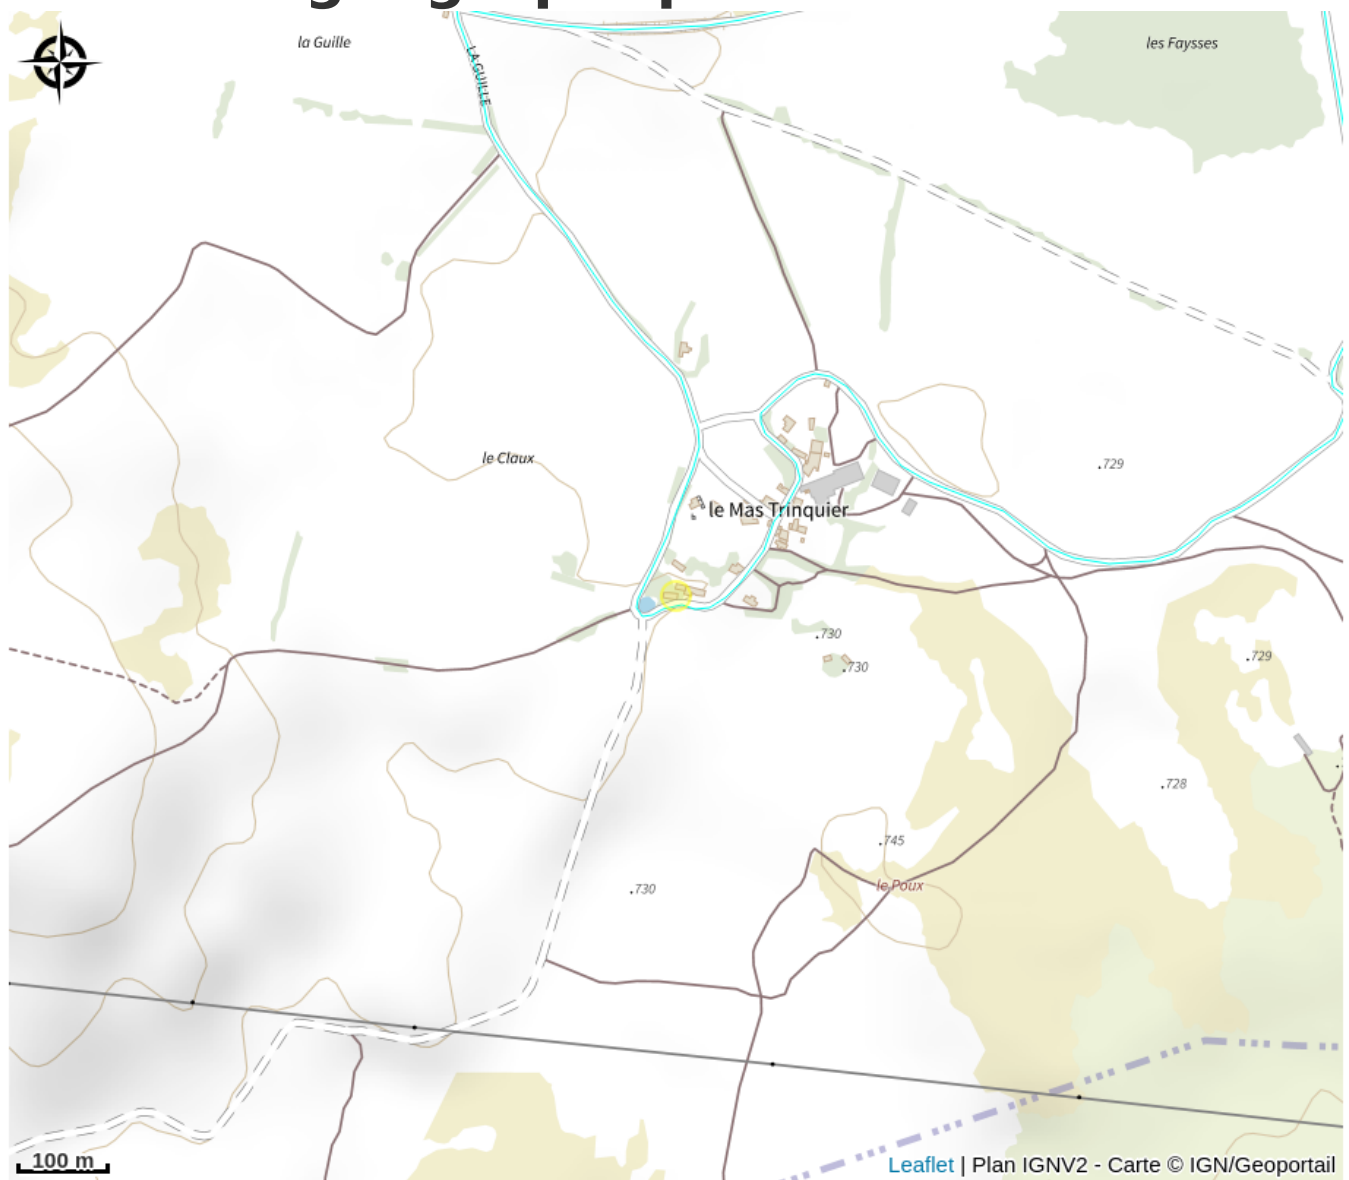 la Guille
les Faysses
LA GUILLE
le Claux
.729
le Mas Trinquier
.730
.730
.729
.728
.745
le Poux
.730
100 m
Leaflet | Plan IGNV2 - Carte © IGN/Geoportail